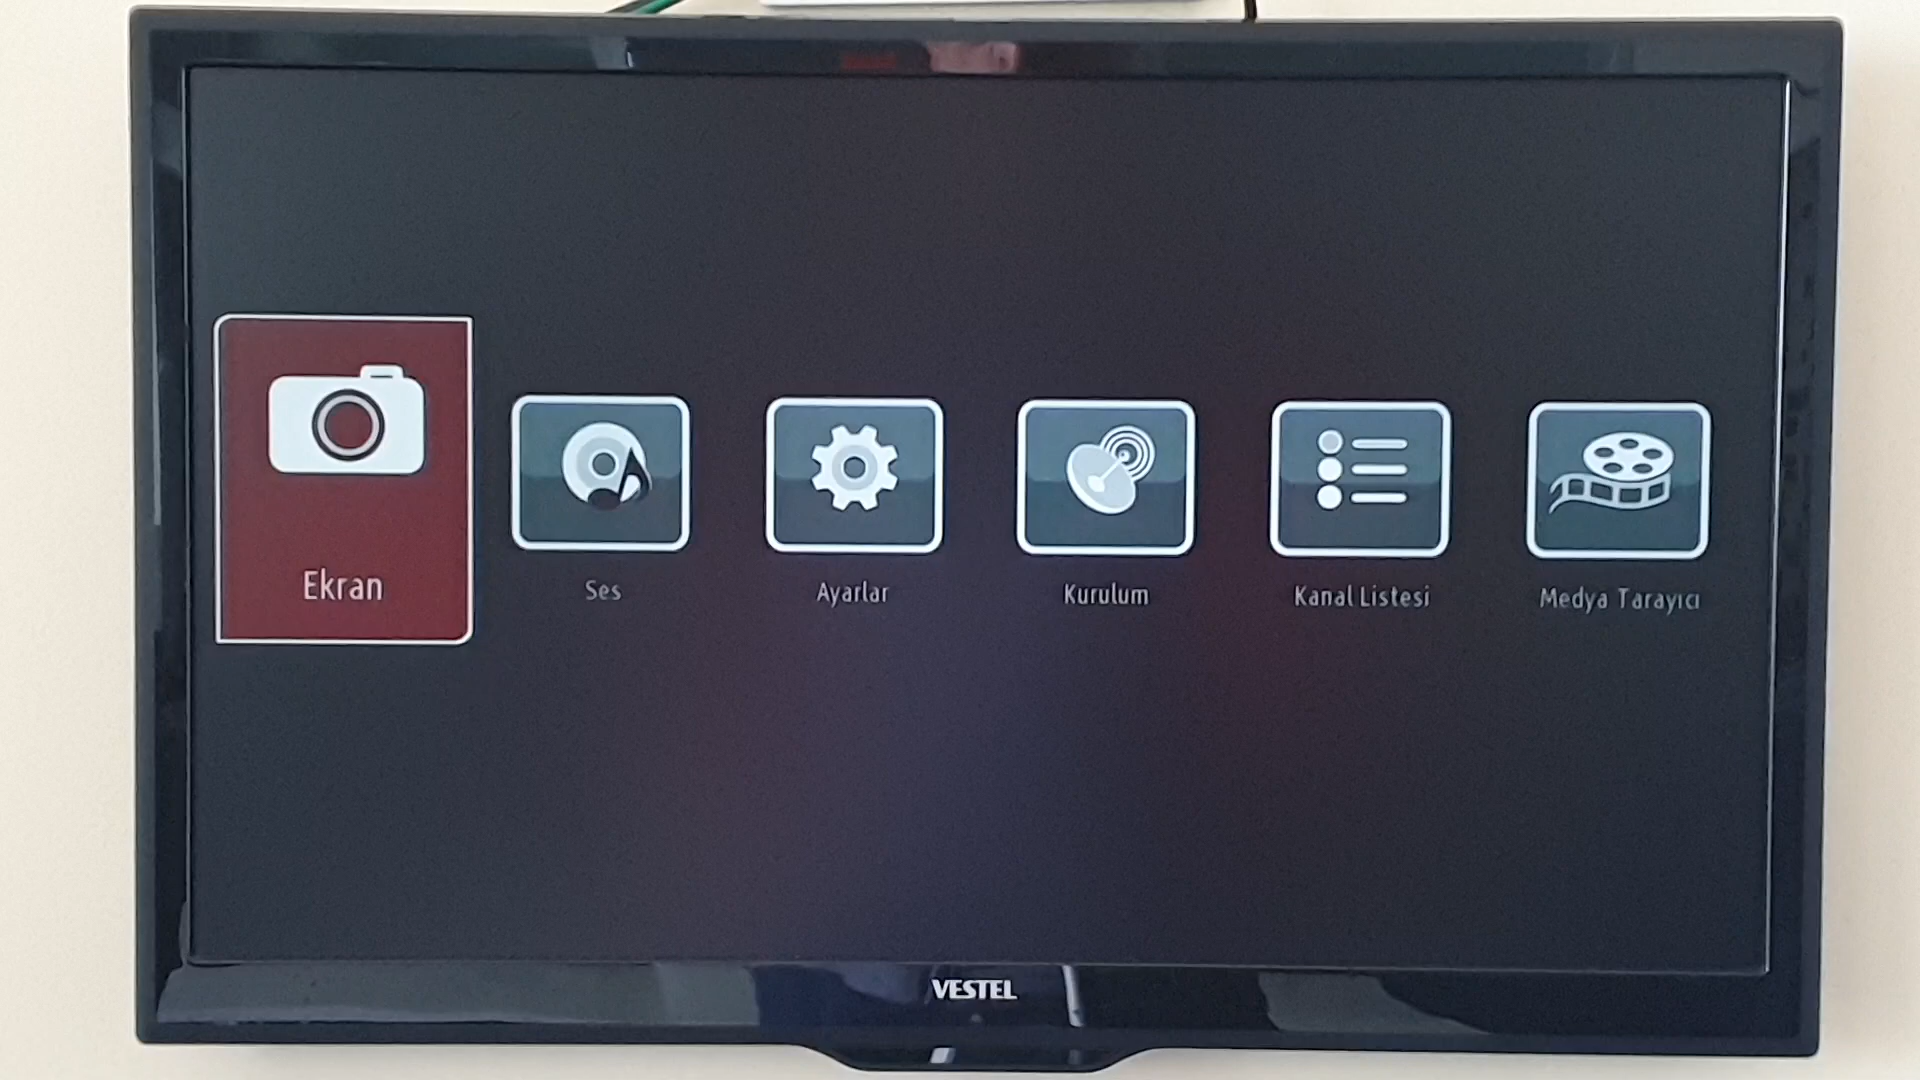 Ekran
Ses
Ayarlar
Kurulum
Kanal Listesi
Medya Tarayıcı
VESTEL